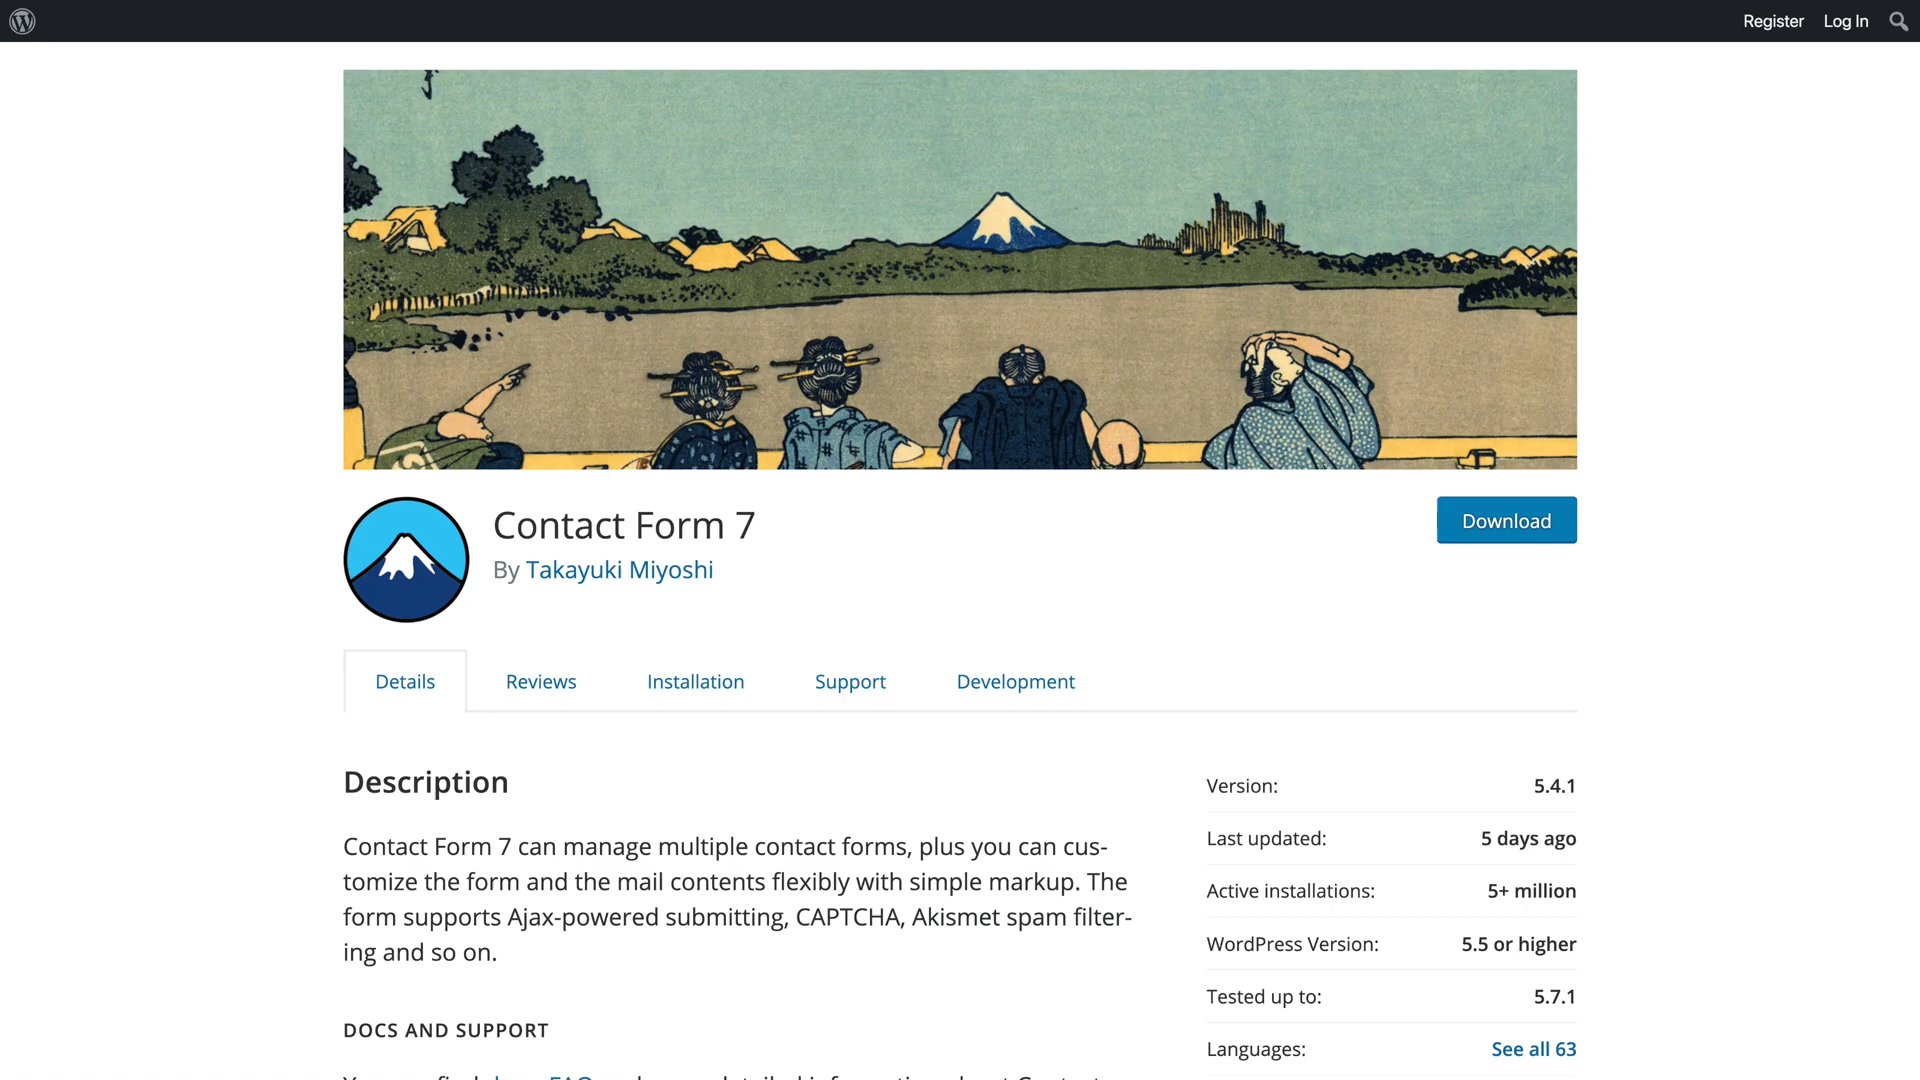 Register Log In
Contact Form 7
Download
By Takayuki Miyoshi
Details Reviews Installation Support Development
Description
Contact Form 7 can manage multiple contact forms, plus you can cus-
tomize the form and the mail contents flexibly with simple markup. The
form supports Ajax-powered submitting, CAPTCHA, Akismet spam filter-
ing and so on.
DOCS AND SUPPORT
Version: 5.4.1
Last updated: 5 days ago
Active installations: 5+ million
WordPress Version: 5.5 or higher
Tested up to: 5.7.1
Languages: See all 63